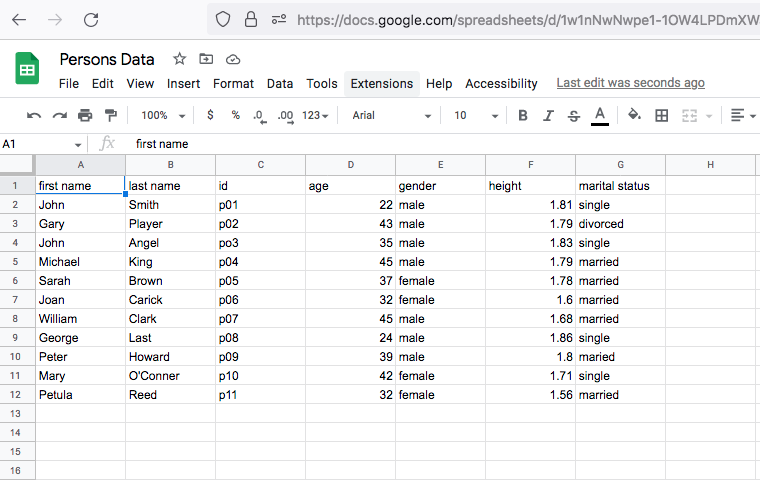 https://docs.google.com/spreadsheets/d/1w1nNwNwpe1-1OW4LPDmXW
Persons Data
File Edit View Insert Format Data Tools Extensions Help Accessibility Last edit was seconds ago
100% $ % .0 .00 123 Arial 10 B I S A
A1 fx first name
A B C D E F G H
1 first name last name id age gender height marital status
2 John Smith p01 22 male 1.81 single
3 Gary Player p02 43 male 1.79 divorced
4 John Angel po3 35 male 1.83 single
5 Michael King p04 45 male 1.79 married
6 Sarah Brown p05 37 female 1.78 married
7 Joan Carick p06 32 female 1.6 married
8 William Clark p07 45 male 1.68 married
9 George Last p08 24 male 1.86 single
10 Peter Howard p09 39 male 1.8 maried
11 Mary O'Conner p10 42 female 1.71 single
12 Petula Reed p11 32 female 1.56 married
13
14
15
16